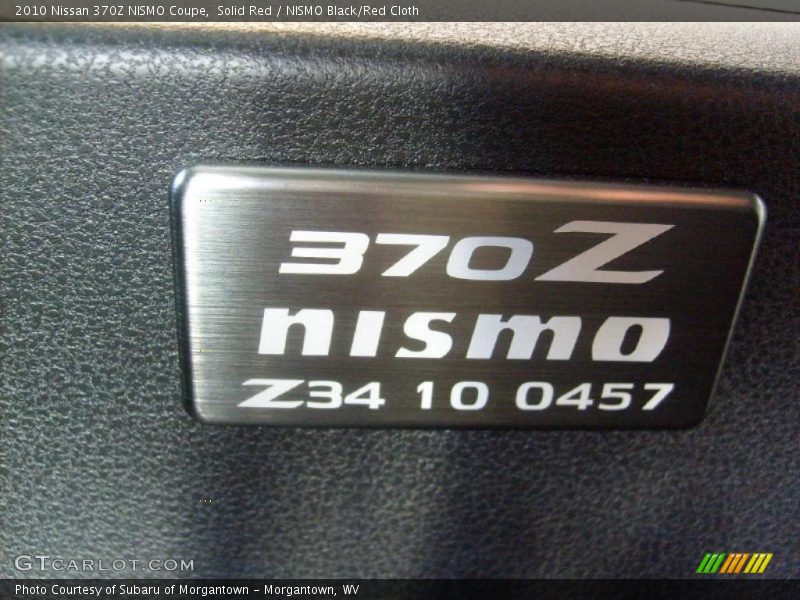 2010 Nissan 370Z NISMO Coupe, Solid Red / NISMO Black/Red Cloth
370Z
nismo
Z34 10 0457
GTCARLOT.COM
Photo Courtesy of Subaru of Morgantown - Morgantown, WV